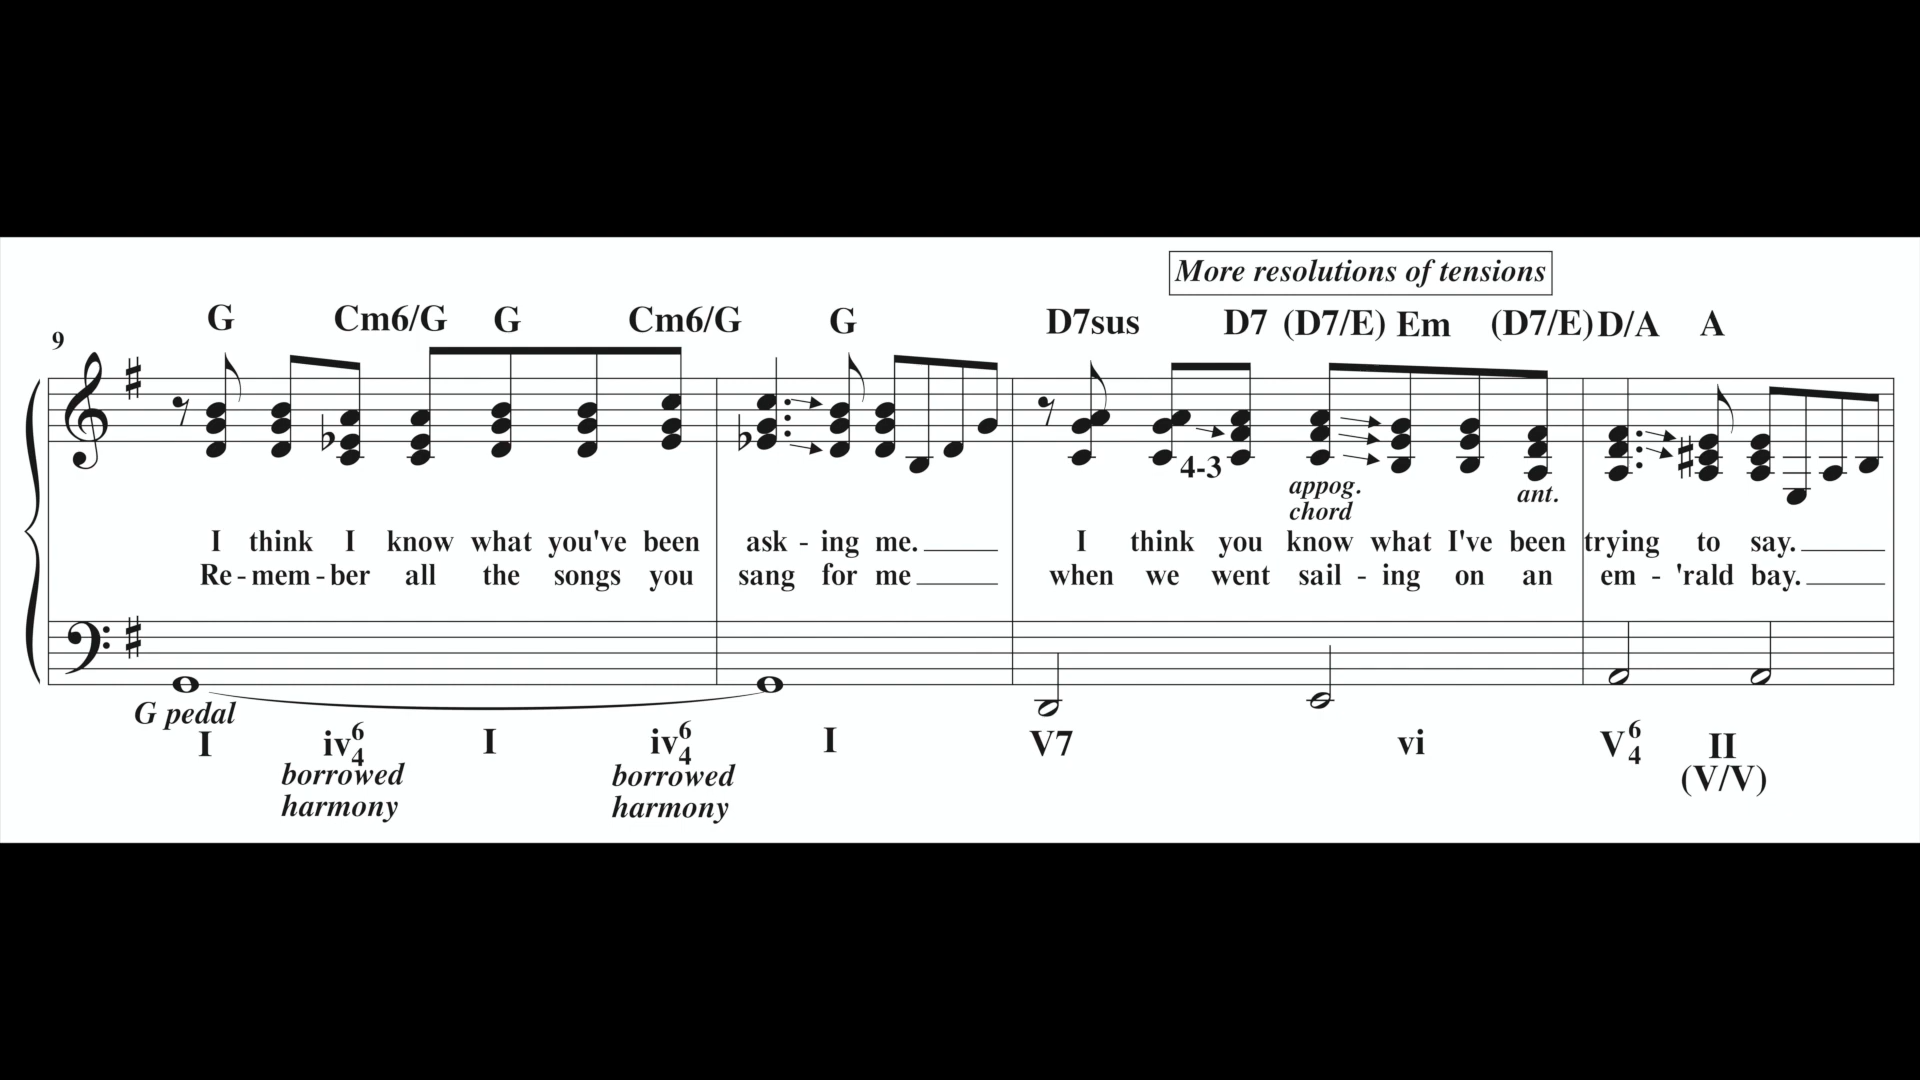 More resolutions of tensions
G Cm6/G G Cm6/G G D7sus D7 (D7/E) Em (D7/E) D/A A
9
4-3
appog. chord
ant.
I think I know what you've been ask - ing me. I think you know what I've been trying to say.
Re - mem - ber all the songs you sang for me when we went sail - ing on an em - 'rald bay.
G pedal
I iv6/4 I iv6/4 I V7 vi V6/4 II
borrowed harmony borrowed harmony (V/V)